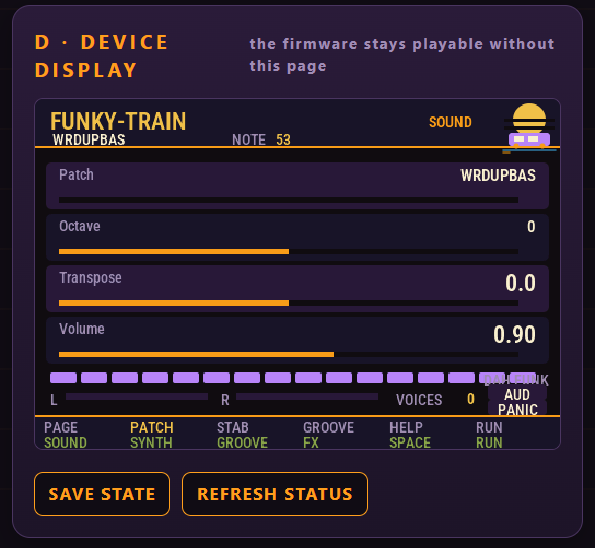 D · DEVICE
DISPLAY
the firmware stays playable without
this page
FUNKY-TRAIN
SOUND
WRDUPBAS
NOTE 53
Patch WRDUPBAS
Octave 0
Transpose 0.0
Volume 0.90
L R VOICES 0 AUD
PANIC
PAGE PATCH STAB GROOVE HELP RUN
SOUND SYNTH GROOVE FX SPACE RUN
SAVE STATE REFRESH STATUS